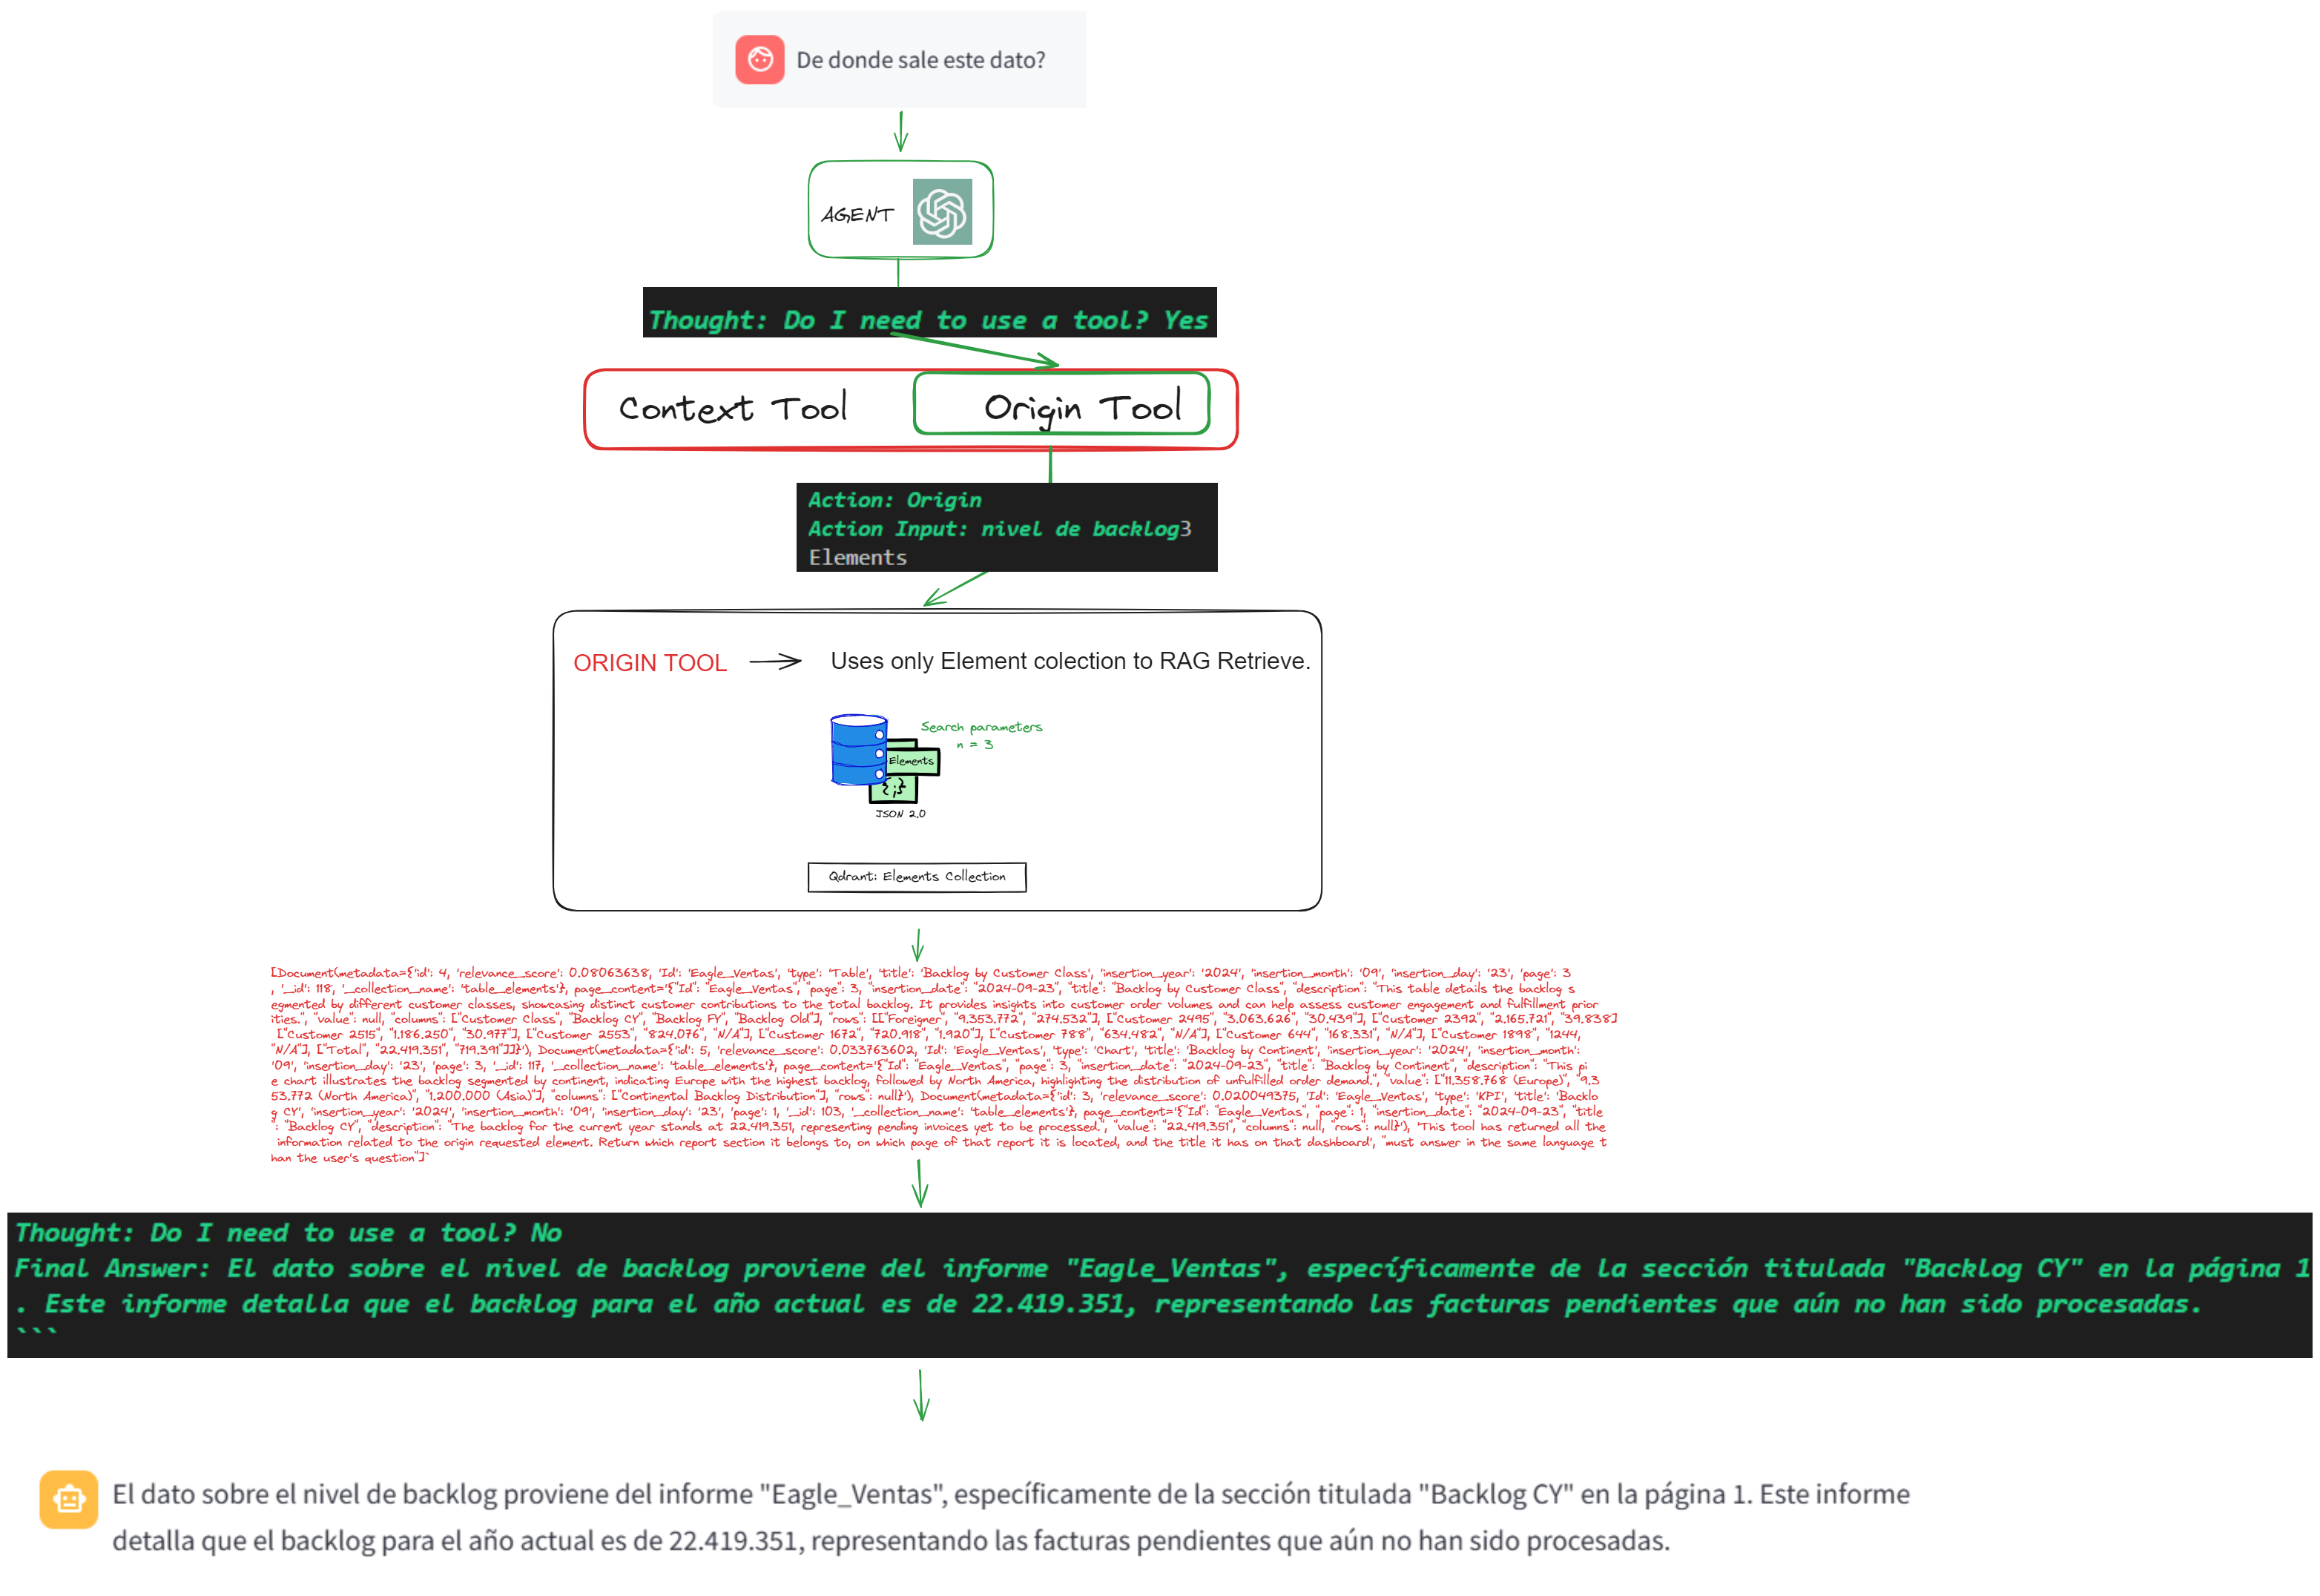 De donde sale este dato?
AGENT
Thought: Do I need to use a tool? Yes
Context Tool
Origin Tool
Action: Origin
Action Input: nivel de backlog3
Elements
ORIGIN TOOL
Uses only Element colection to RAG Retrieve.
Search parameters
n = 3
Elements
{;}
JSON 2.0
Qdrant: Elements Collection
[Document(metadata={'id': 4, 'relevance_score': 0.08063638, 'Id': 'Eagle_Ventas', 'type': 'Table', 'title': 'Backlog by Customer Class', 'insertion_year': '2024', 'insertion_month': '09', 'insertion_day': '23', 'page': 3
, '_id': 118, '_collection_name': 'table_elements'}, page_content='{"Id": "Eagle_Ventas", "page": 3, "insertion_date": "2024-09-23", "title": "Backlog by Customer Class", "description": "This table details the backlog s
egmented by different customer classes, showcasing distinct customer contributions to the total backlog. It provides insights into customer order volumes and can help assess customer engagement and fulfillment prior
ities.", "value": null, "columns": ["Customer Class", "Backlog CY", "Backlog FY", "Backlog Old"], "rows": [["Foreigner", "9.353.772", "274.532"], ["Customer 2495", "3.063.626", "30.439"], ["Customer 2392", "2.165.721", "39.838]
["Customer 2515", "1.186.250", "30.977"], ["Customer 2553", "824.076", "N/A"], ["Customer 1672", "720.918", "1.920"], ["Customer 788", "634.482", "N/A"], ["Customer 644", "168.331", "N/A"], ["Customer 1898", "1244,
"N/A"], ["Total", "22.419.351", "719.391"]]}'), Document(metadata={'id': 5, 'relevance_score': 0.033763602, 'Id': 'Eagle_Ventas', 'type': 'Chart', 'title': 'Backlog by Continent', 'insertion_year': '2024', 'insertion_month':
'09', 'insertion_day': '23', 'page': 3, '_id': 117, '_collection_name': 'table_elements'}, page_content='{"Id": "Eagle_Ventas", "page": 3, "insertion_date": "2024-09-23", "title": "Backlog by Continent", "description": "This pi
e chart illustrates the backlog segmented by continent, indicating Europe with the highest backlog, followed by North America, highlighting the distribution of unfulfilled order demand.", "value": ["11.358.768 (Europe)", "9.3
53.772 (North America)", "1.200.000 (Asia)"], "columns": ["Continental Backlog Distribution"], "rows": null}'), Document(metadata={'id': 3, 'relevance_score': 0.020049375, 'Id': 'Eagle_Ventas', 'type': 'KPI', 'title': 'Backlo
g CY', 'insertion_year': '2024', 'insertion_month': '09', 'insertion_day': '23', 'page': 1, '_id': 103, '_collection_name': 'table_elements'}, page_content='{"Id": "Eagle_Ventas", "page": 1, "insertion_date": "2024-09-23", "title
": "Backlog CY", "description": "The backlog for the current year stands at 22.419.351, representing pending invoices yet to be processed.", "value": "22.419.351", "columns": null, "rows": null}'), 'This tool has returned all the
information related to the origin requested element. Return which report section it belongs to, on which page of that report it is located, and the title it has on that dashboard', "must answer in the same language t
han the user's question"]`
Thought: Do I need to use a tool? No
Final Answer: El dato sobre el nivel de backlog proviene del informe "Eagle_Ventas", específicamente de la sección titulada "Backlog CY" en la página 1
. Este informe detalla que el backlog para el año actual es de 22.419.351, representando las facturas pendientes que aún no han sido procesadas.
```
El dato sobre el nivel de backlog proviene del informe "Eagle_Ventas", específicamente de la sección titulada "Backlog CY" en la página 1. Este informe
detalla que el backlog para el año actual es de 22.419.351, representando las facturas pendientes que aún no han sido procesadas.